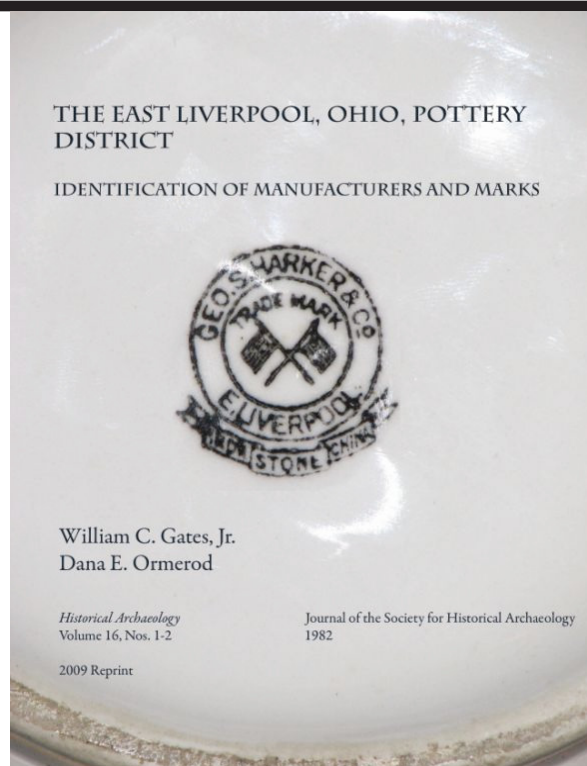 THE EAST LIVERPOOL, OHIO, POTTERY
DISTRICT
IDENTIFICATION OF MANUFACTURERS AND MARKS
GEO. S. HARKER & Co
TRADE MARK
E. LIVERPOOL
IRON STONE CHINA
William C. Gates, Jr.
Dana E. Ormerod
Historical Archaeology
Volume 16, Nos. 1-2
Journal of the Society for Historical Archaeology
1982
2009 Reprint